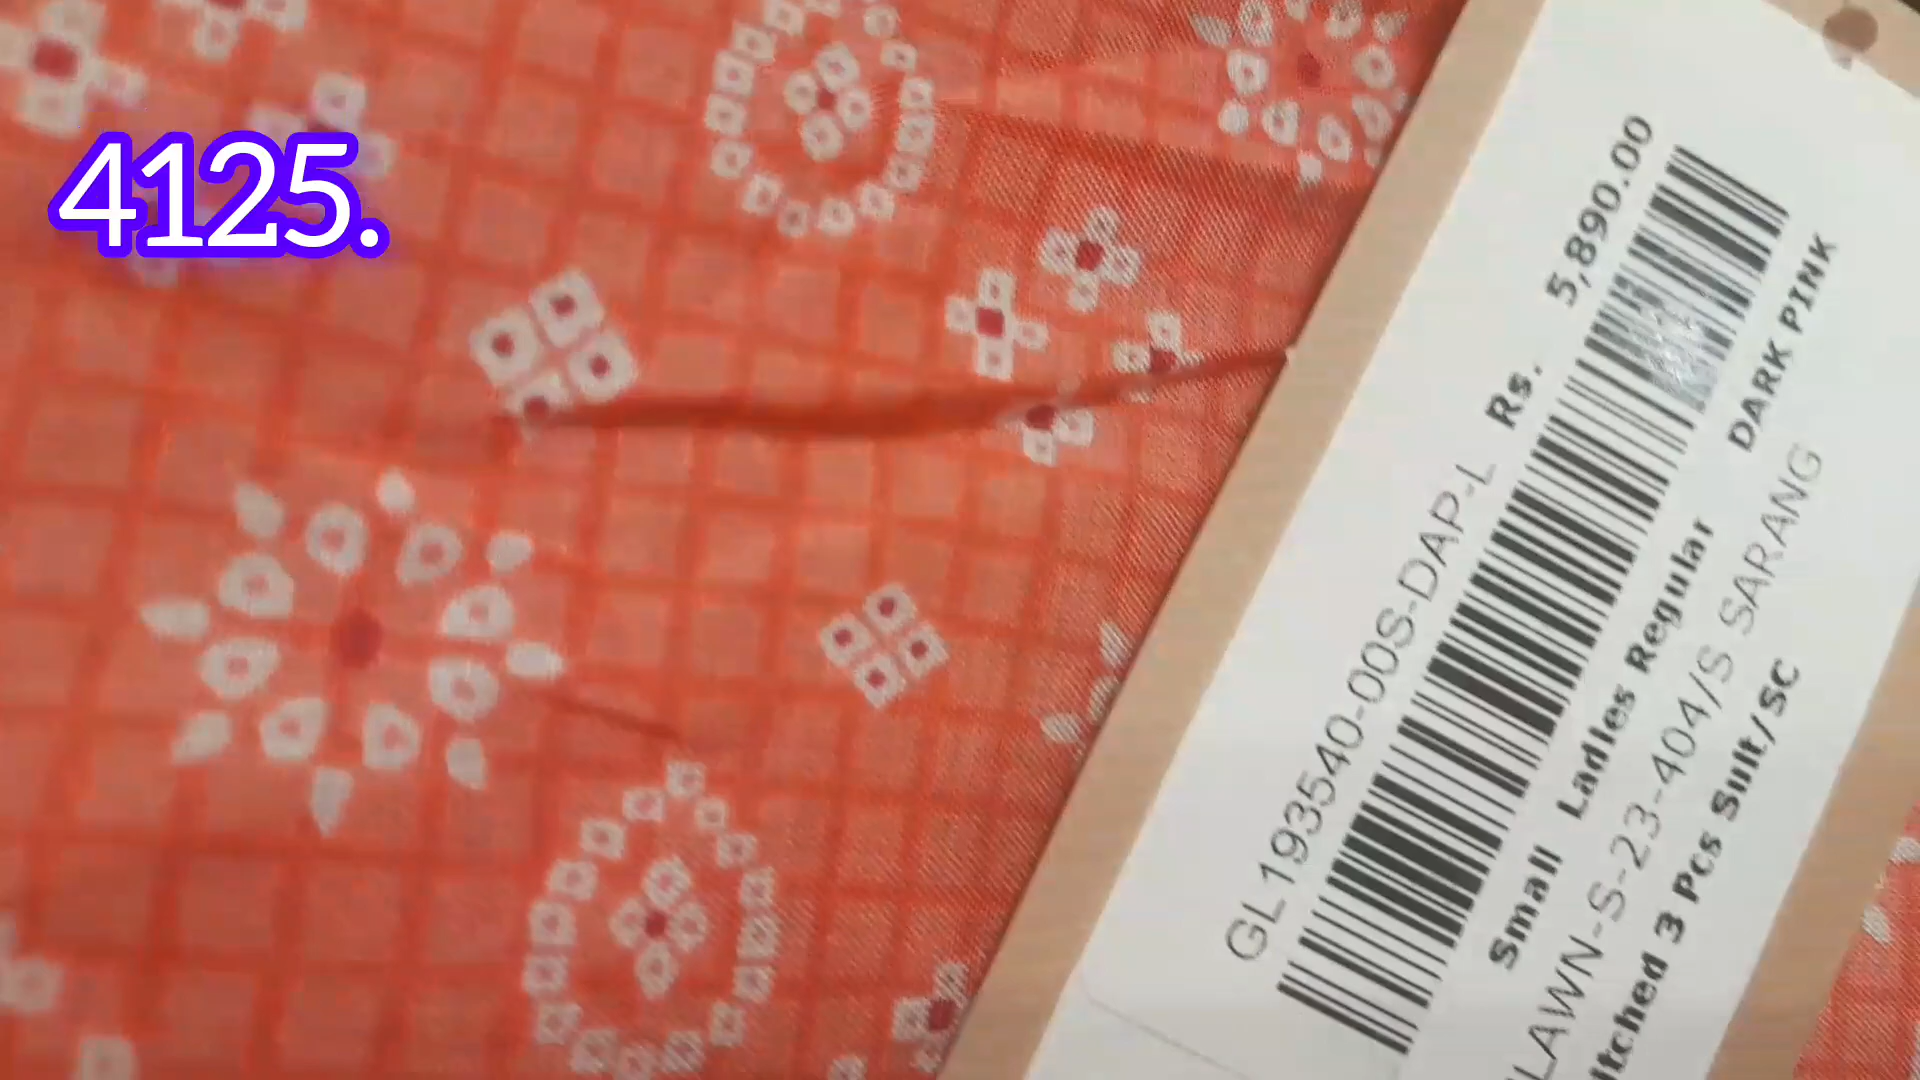 4125.
Rs. 5,890.00
GL193540-00S-DAP-L
DARK PINK
Small Ladies Regular
LAWN-S-23-404/S SARANG
itched 3 Pcs Suit/SC